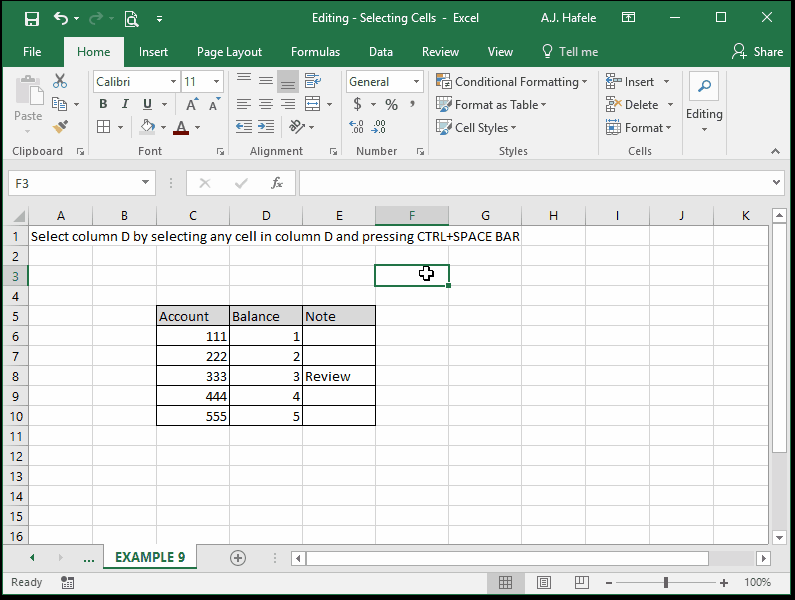 Editing - Selecting Cells - Excel A.J. Hafele
File Home Insert Page Layout Formulas Data Review View Tell me Share
Calibri 11 General Conditional Formatting Insert
Paste B I U A A $ % , Format as Table Delete Editing
A Cell Styles Format
Clipboard Font Alignment Number Styles Cells
F3 fx
A B C D E F G H I J K
1 Select column D by selecting any cell in column D and pressing CTRL+SPACE BAR
2
3
4
5 Account Balance Note
6 111 1
7 222 2
8 333 3 Review
9 444 4
10 555 5
11
12
13
14
15
16
... EXAMPLE 9
Ready 100%